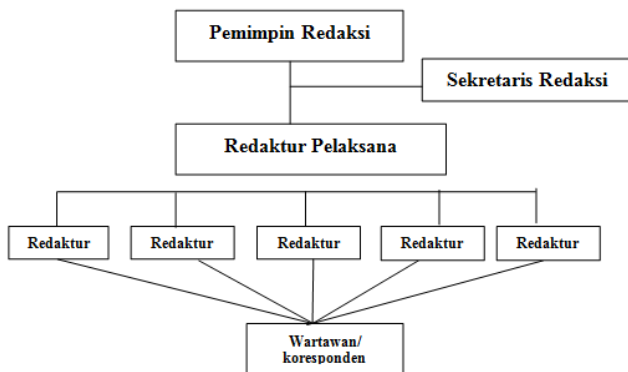 Pemimpin Redaksi
Sekretaris Redaksi
Redaktur Pelaksana
Redaktur
Redaktur
Redaktur
Redaktur
Redaktur
Wartawan/
koresponden